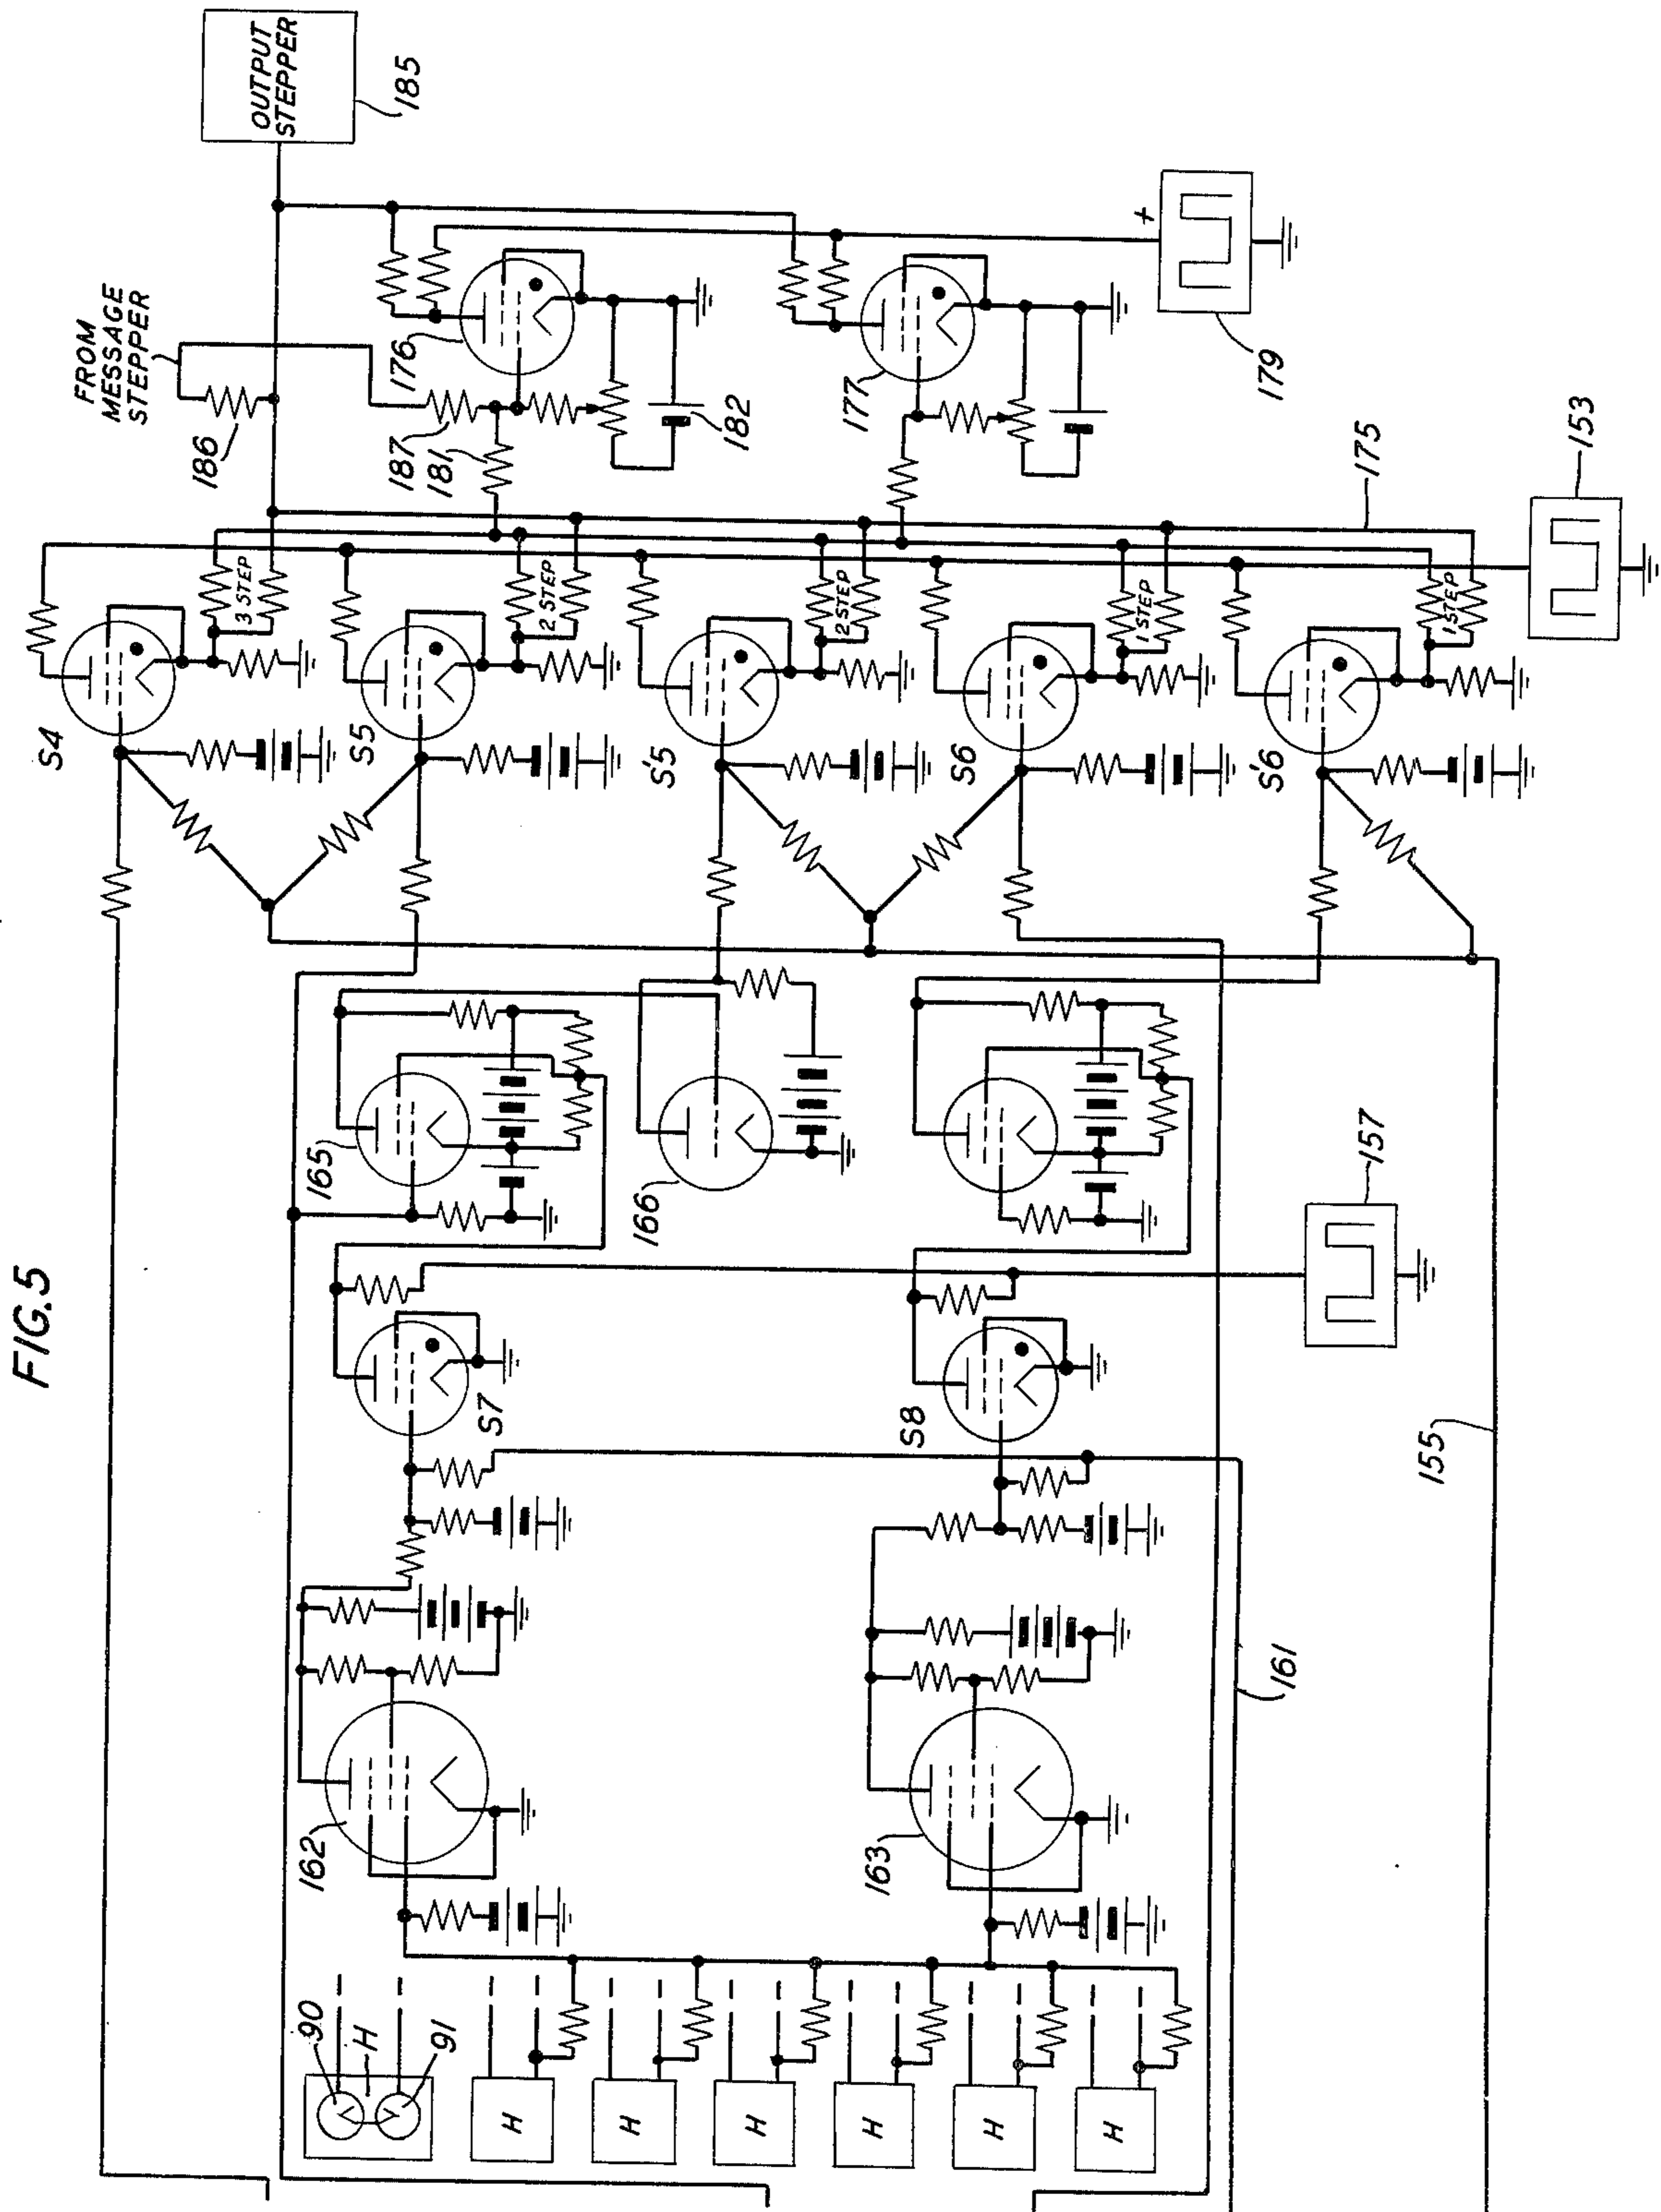 FIG. 5
OUTPUT
STEPPER
185
FROM
MESSAGE
STEPPER
186
187
181
176
182
177
179
+
175
153
S4
3 STEP
S5
2 STEP
S'5
2 STEP
S6
1 STEP
S'6
1 STEP
165
166
157
S7
S8
155
161
162
163
90
H
91
H
H
H
H
H
H